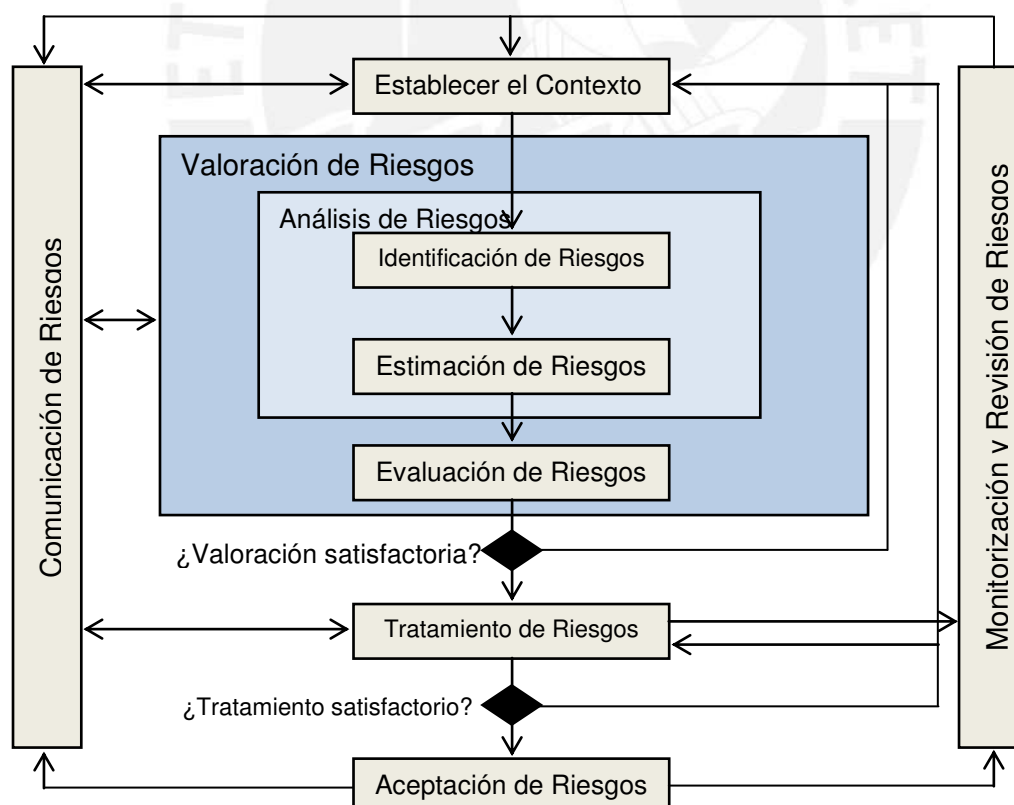 Establecer el Contexto
Valoración de Riesgos
Análisis de Riesgos
Identificación de Riesgos
Estimación de Riesgos
Evaluación de Riesgos
¿Valoración satisfactoria?
Tratamiento de Riesgos
¿Tratamiento satisfactorio?
Aceptación de Riesgos
Comunicación de Riesgos
Monitorización y Revisión de Riesgos